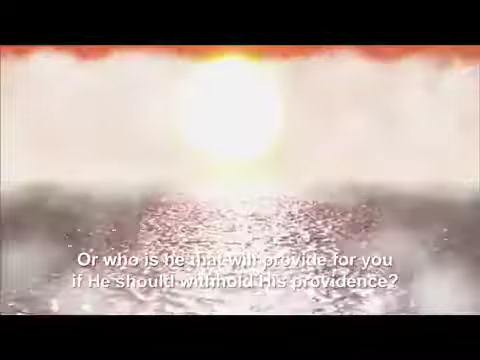 Or who is he that will provide for you
if He should withhold His providence?